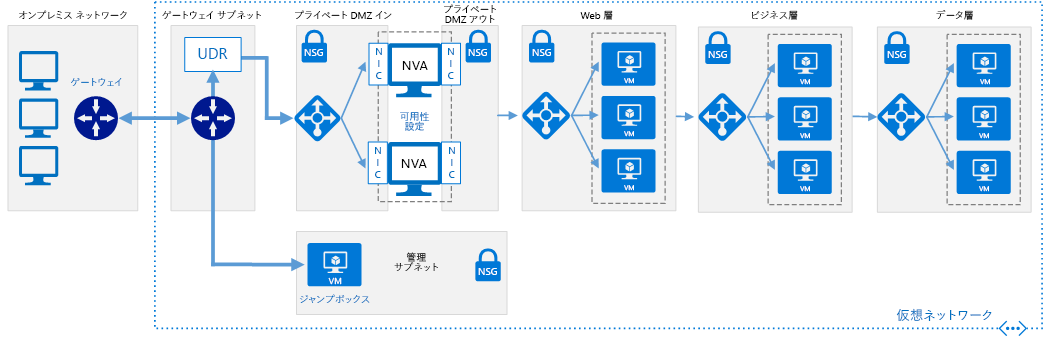 オンプレミス ネットワーク
ゲートウェイ
ゲートウェイ サブネット
UDR
プライベート DMZ イン
NSG
NIC
NVA
NIC
可用性
設定
NIC
NVA
NIC
プライベート
DMZ アウト
NSG
Web 層
NSG
VM
VM
VM
ビジネス層
NSG
VM
VM
VM
データ層
NSG
VM
VM
VM
VM
ジャンプボックス
管理
サブネット
NSG
仮想ネットワーク